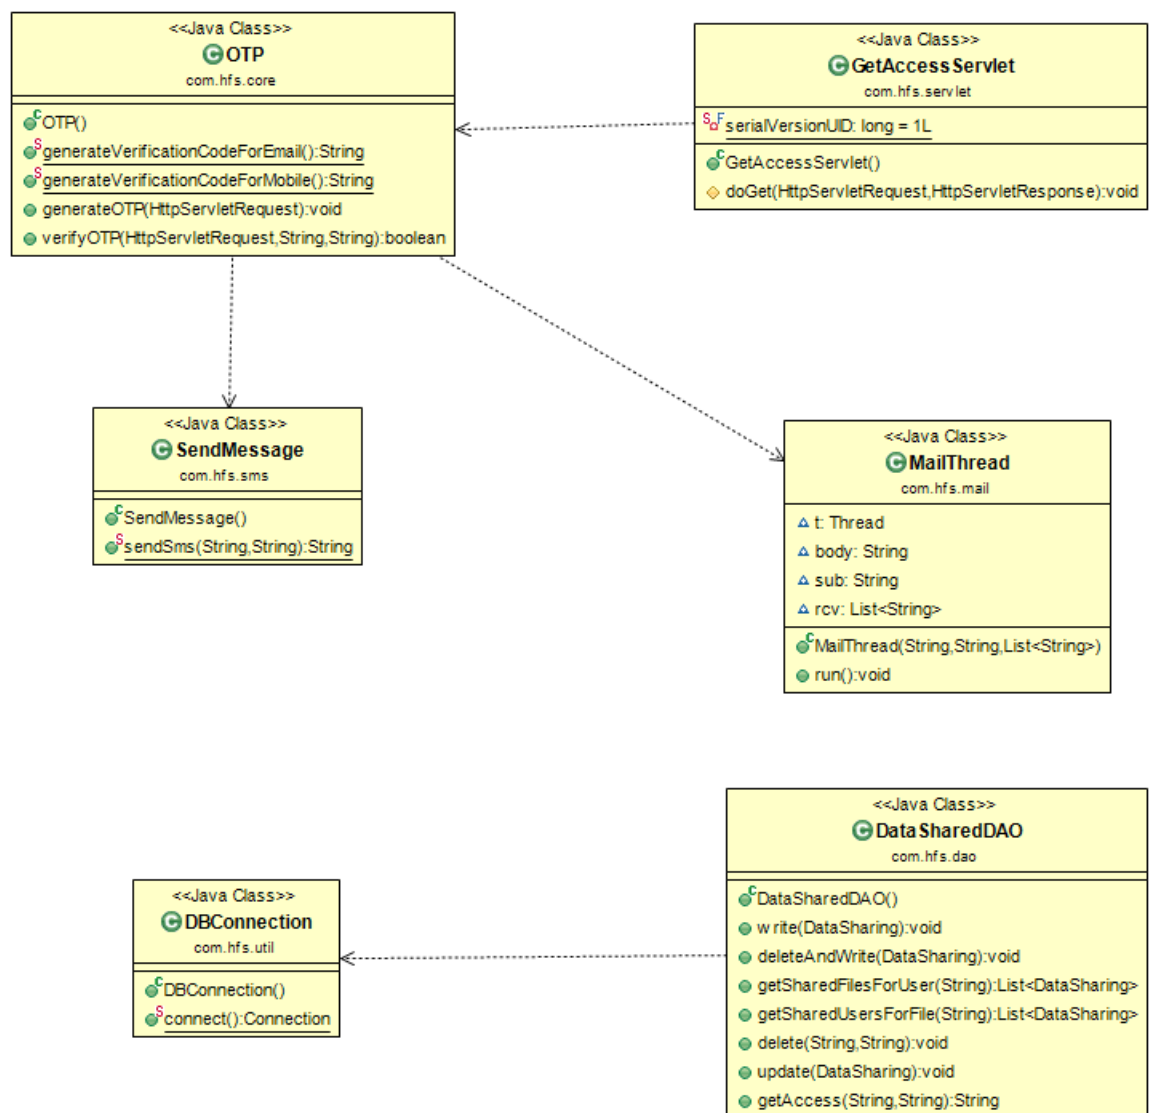 <<Java Class>>
OTP
com.hfs.core
OTP()
generateVerificationCodeForEmail():String
generateVerificationCodeForMobile():String
generateOTP(HttpServletRequest):void
verifyOTP(HttpServletRequest,String,String):boolean
<<Java Class>>
GetAccessServlet
com.hfs.servlet
serialVersionUID: long = 1L
GetAccessServlet()
doGet(HttpServletRequest,HttpServletResponse):void
<<Java Class>>
SendMessage
com.hfs.sms
SendMessage()
sendSms(String,String):String
<<Java Class>>
MailThread
com.hfs.mail
t: Thread
body: String
sub: String
rcv: List<String>
MailThread(String,String,List<String>)
run():void
<<Java Class>>
DBConnection
com.hfs.util
DBConnection()
connect():Connection
<<Java Class>>
DataSharedDAO
com.hfs.dao
DataSharedDAO()
write(DataSharing):void
deleteAndWrite(DataSharing):void
getSharedFilesForUser(String):List<DataSharing>
getSharedUsersForFile(String):List<DataSharing>
delete(String,String):void
update(DataSharing):void
getAccess(String,String):String